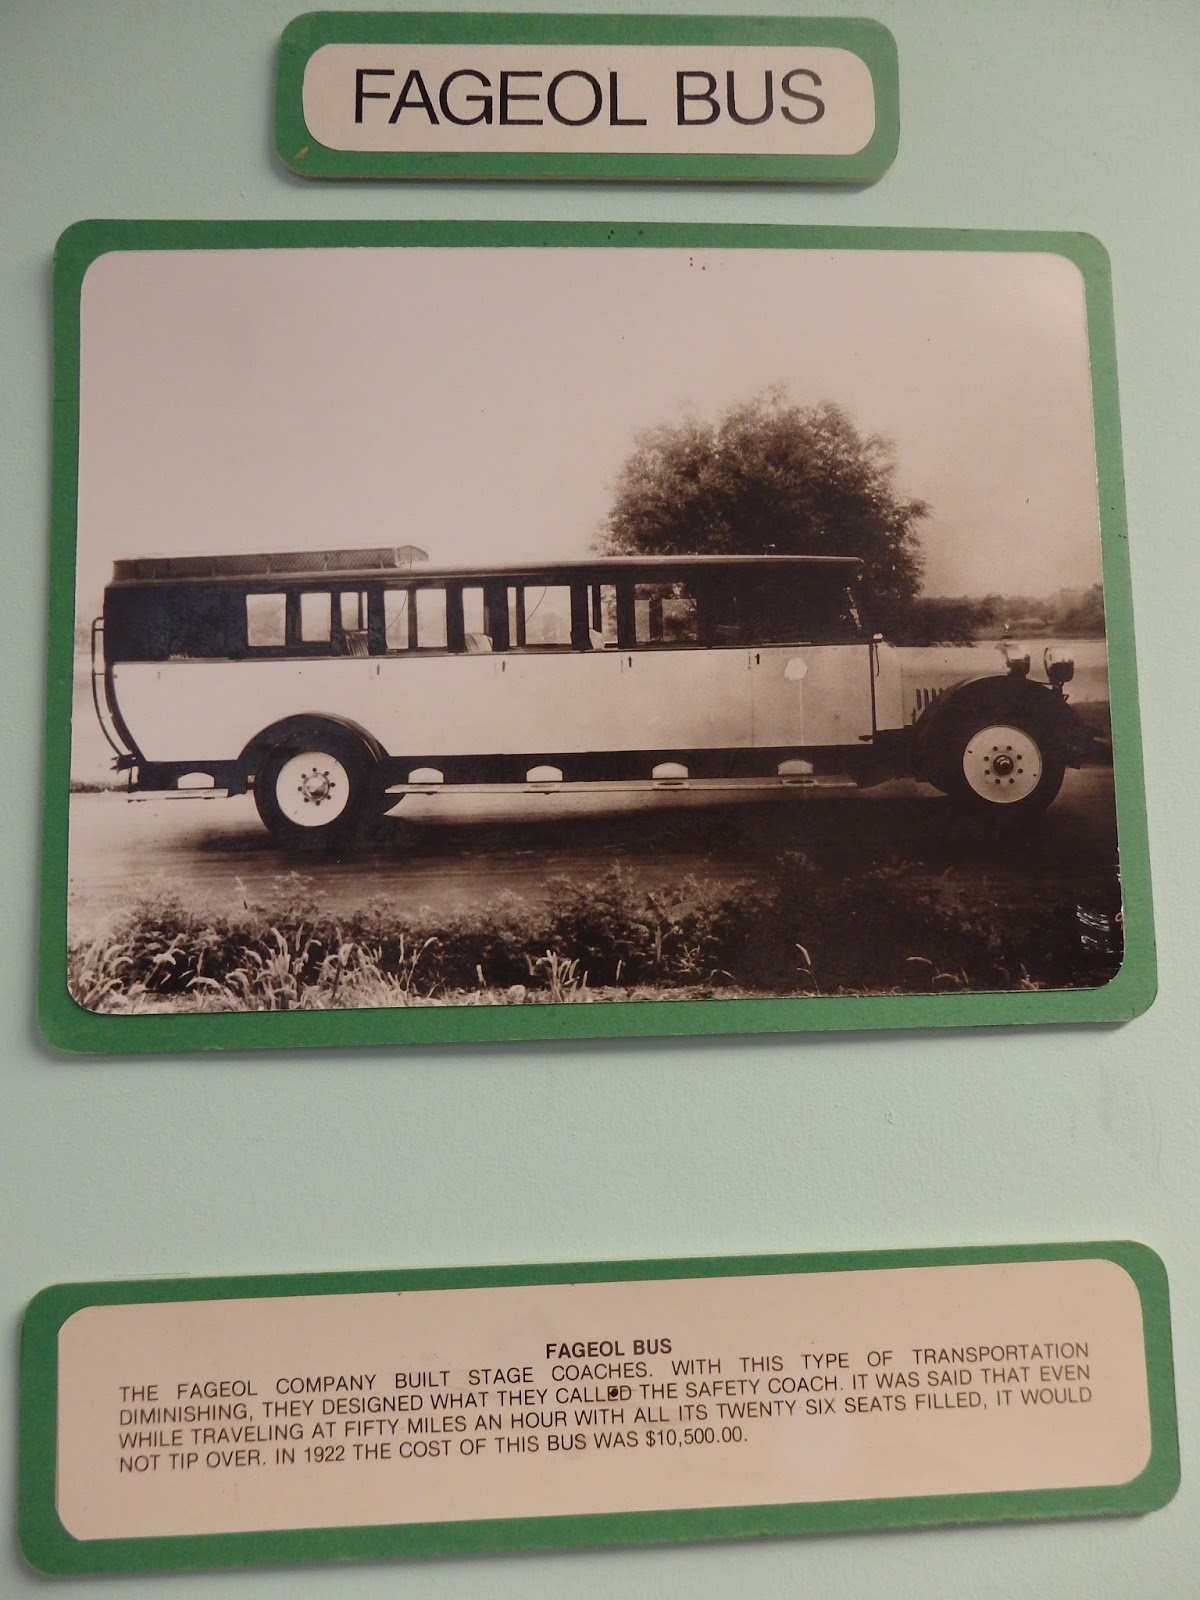 FAGEOL BUS
FAGEOL BUS
THE FAGEOL COMPANY BUILT STAGE COACHES. WITH THIS TYPE OF TRANSPORTATION
DIMINISHING, THEY DESIGNED WHAT THEY CALLED THE SAFETY COACH. IT WAS SAID THAT EVEN
WHILE TRAVELING AT FIFTY MILES AN HOUR WITH ALL ITS TWENTY SIX SEATS FILLED, IT WOULD
NOT TIP OVER. IN 1922 THE COST OF THIS BUS WAS $10,500.00.